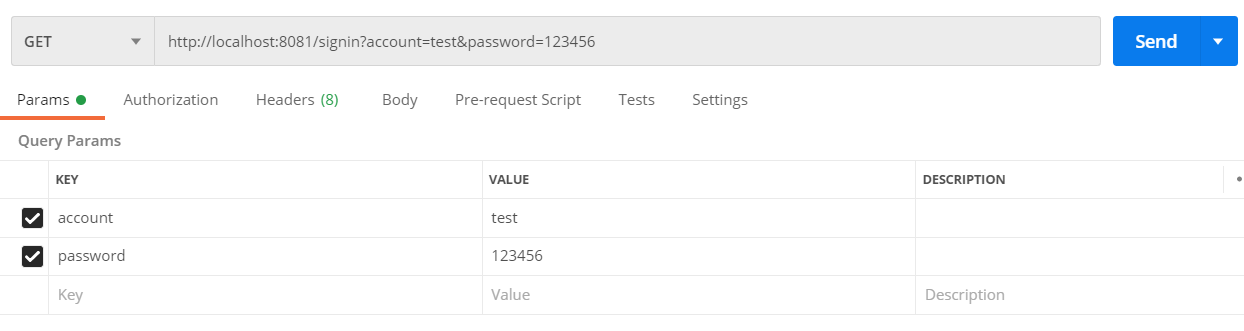 GET http://localhost:8081/signin?account=test&password=123456 Send
Params Authorization Headers (8) Body Pre-request Script Tests Settings
Query Params
KEY VALUE DESCRIPTION
account test
password 123456
Key Value Description